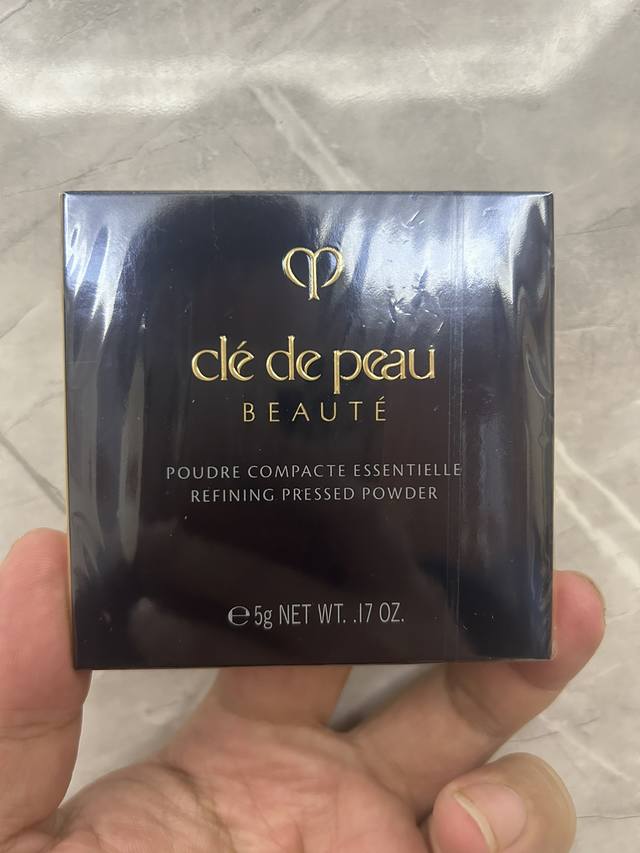 clé de peau
BEAUTÉ
POUDRE COMPACTE ESSENTIELLE
REFINING PRESSED POWDER
℮ 5g NET WT. .17 OZ.